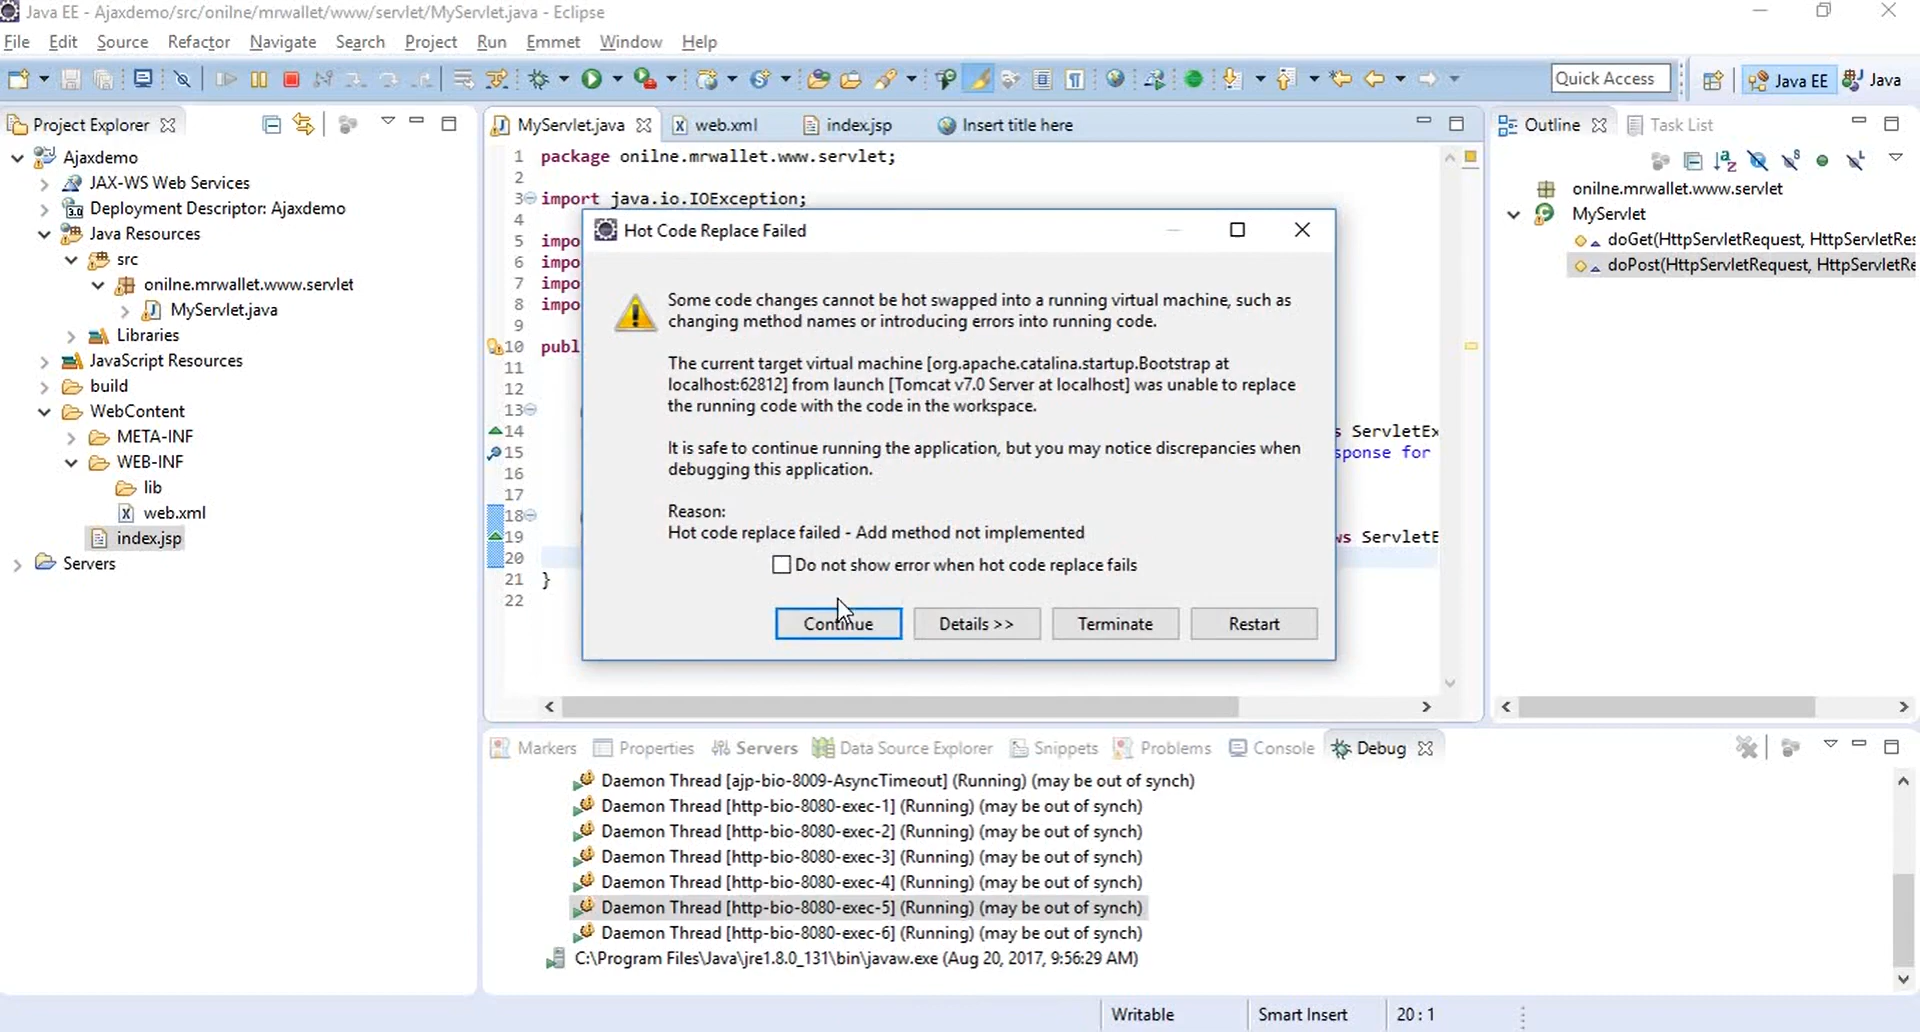 Java EE - Ajaxdemo/src/onilne/mrwallet/www/servlet/MyServlet.java - Eclipse
File Edit Source Refactor Navigate Search Project Run Emmet Window Help
Quick Access
Java EE
Java
Project Explorer
Ajaxdemo
JAX-WS Web Services
Deployment Descriptor: Ajaxdemo
Java Resources
src
onilne.mrwallet.www.servlet
MyServlet.java
Libraries
JavaScript Resources
build
WebContent
META-INF
WEB-INF
lib
web.xml
index.jsp
Servers
MyServlet.java web.xml index.jsp Insert title here
1 package onilne.mrwallet.www.servlet;
2
3 import java.io.IOException;
4
5 impo
6 impo
7 impo
8 impo
9
10 publ
11
12
13
14 s ServletEx
15 sponse for
16
17
18
19 ws ServletE
20
21 }
22
Hot Code Replace Failed
Some code changes cannot be hot swapped into a running virtual machine, such as
changing method names or introducing errors into running code.
The current target virtual machine [org.apache.catalina.startup.Bootstrap at
localhost:62812] from launch [Tomcat v7.0 Server at localhost] was unable to replace
the running code with the code in the workspace.
It is safe to continue running the application, but you may notice discrepancies when
debugging this application.
Reason:
Hot code replace failed - Add method not implemented
Do not show error when hot code replace fails
Continue Details >> Terminate Restart
Outline Task List
onilne.mrwallet.www.servlet
MyServlet
doGet(HttpServletRequest, HttpServletRes
doPost(HttpServletRequest, HttpServletRe
Markers Properties Servers Data Source Explorer Snippets Problems Console Debug
Daemon Thread [ajp-bio-8009-AsyncTimeout] (Running) (may be out of synch)
Daemon Thread [http-bio-8080-exec-1] (Running) (may be out of synch)
Daemon Thread [http-bio-8080-exec-2] (Running) (may be out of synch)
Daemon Thread [http-bio-8080-exec-3] (Running) (may be out of synch)
Daemon Thread [http-bio-8080-exec-4] (Running) (may be out of synch)
Daemon Thread [http-bio-8080-exec-5] (Running) (may be out of synch)
Daemon Thread [http-bio-8080-exec-6] (Running) (may be out of synch)
C:\Program Files\Java\jre1.8.0_131\bin\javaw.exe (Aug 20, 2017, 9:56:29 AM)
Writable Smart Insert 20 : 1